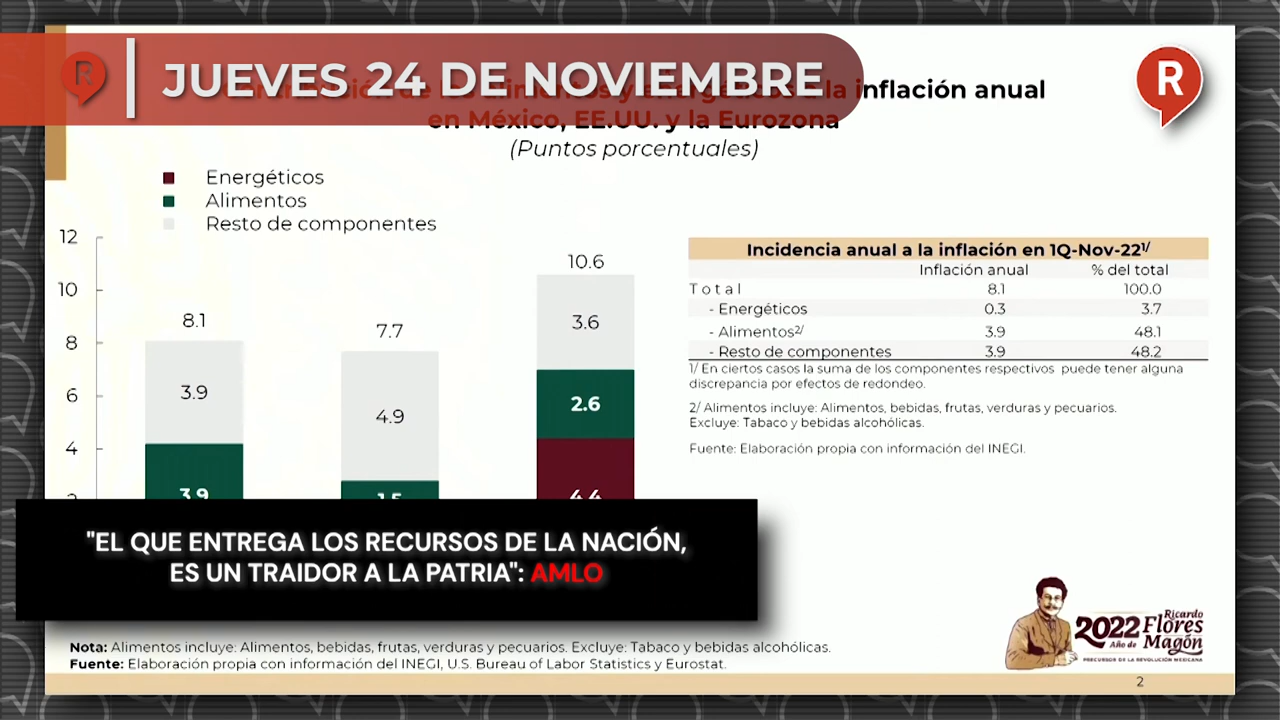 JUEVES 24 DE NOVIEMBRE
R
R
a la inflación anual
en México, EE.UU. y la Eurozona
(Puntos porcentuales)
Energéticos
Alimentos
Resto de componentes
12
10
8
6
4
2
8.1
3.9
3.9
7.7
4.9
1.5
10.6
3.6
2.6
4.4
Incidencia anual a la inflación en 1Q-Nov-221/
Inflación anual % del total
Total 8.1 100.0
- Energéticos 0.3 3.7
- Alimentos2/ 3.9 48.1
- Resto de componentes 3.9 48.2
1/ En ciertos casos la suma de los componentes respectivos puede tener alguna
discrepancia por efectos de redondeo.
2/ Alimentos incluye: Alimentos, bebidas, frutas, verduras y pecuarios.
Excluye: Tabaco y bebidas alcohólicas.
Fuente: Elaboración propia con información del INEGI.
"EL QUE ENTREGA LOS RECURSOS DE LA NACIÓN,
ES UN TRAIDOR A LA PATRIA": AMLO
Nota: Alimentos incluye: Alimentos, bebidas, frutas, verduras y pecuarios. Excluye: Tabaco y bebidas alcohólicas.
Fuente: Elaboración propia con información del INEGI, U.S. Bureau of Labor Statistics y Eurostat.
2022 Ricardo
Año de Flores
Magón
PRECURSOR DE LA REVOLUCIÓN MEXICANA
2